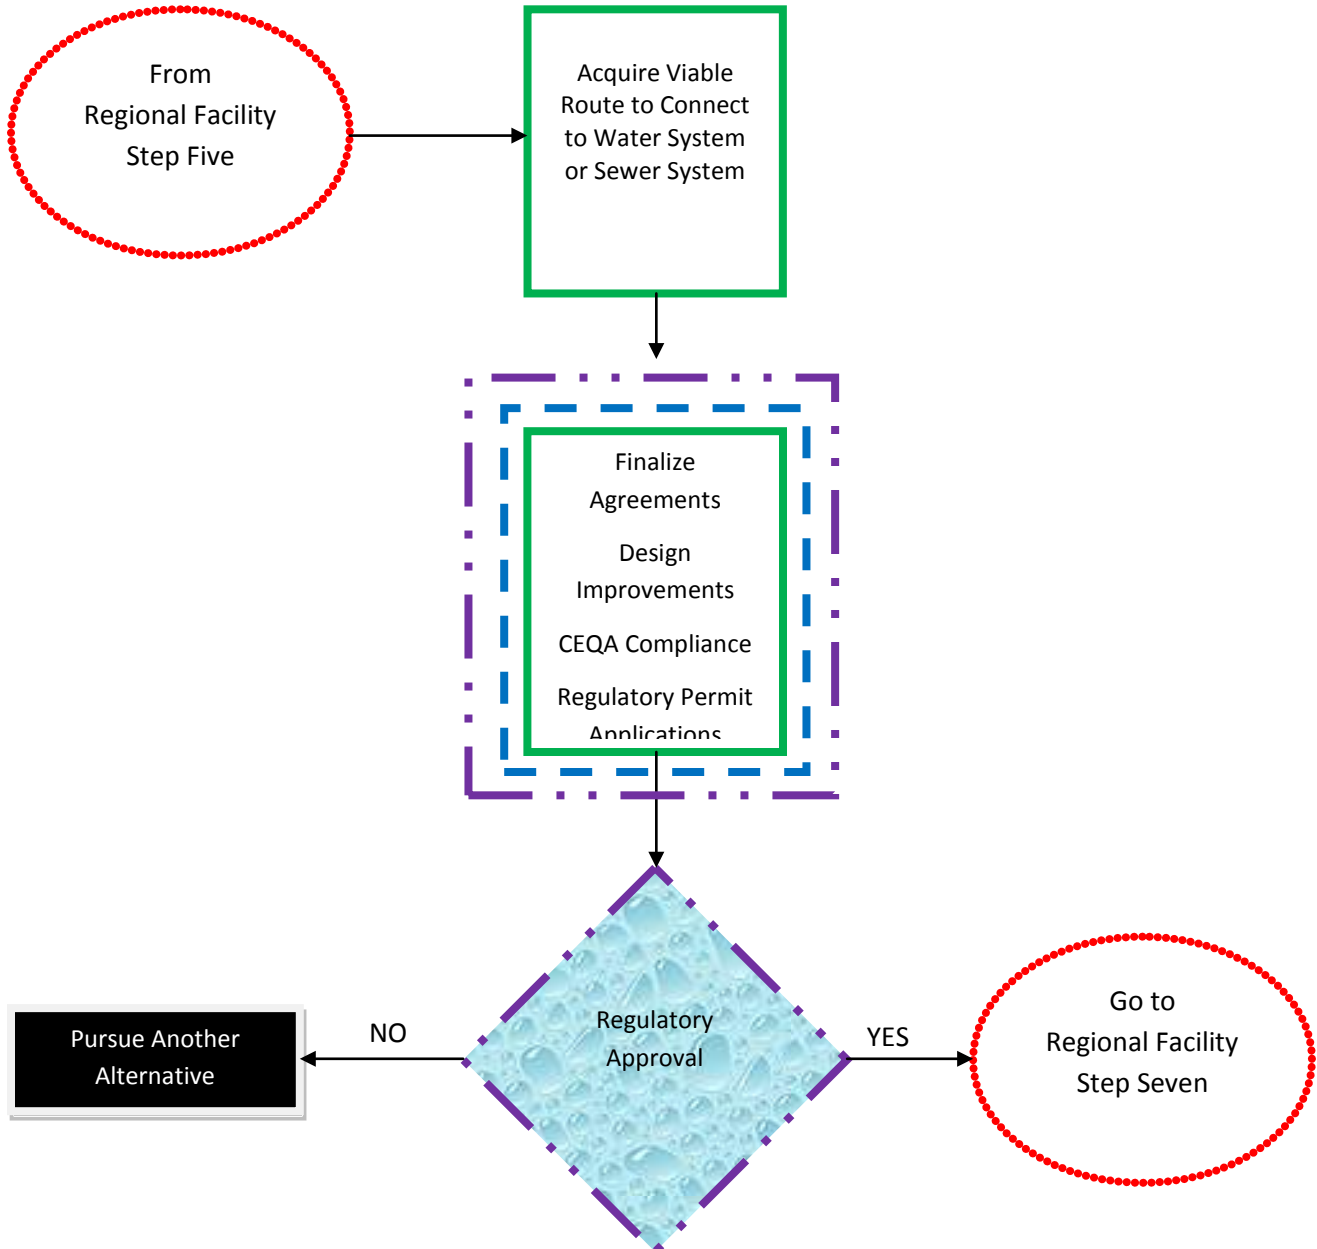 From
Regional Facility
Step Five
Acquire Viable
Route to Connect
to Water System
or Sewer System
Finalize
Agreements
Design
Improvements
CEQA Compliance
Regulatory Permit
Applications
Regulatory
Approval
NO
YES
Pursue Another
Alternative
Go to
Regional Facility
Step Seven